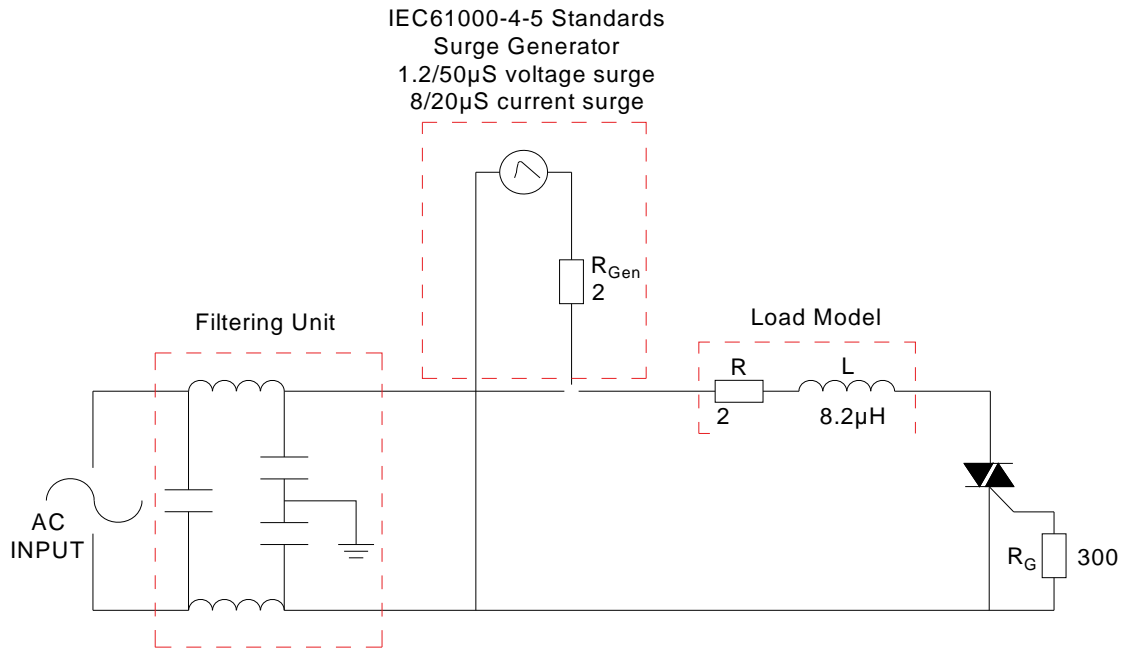 IEC61000-4-5 Standards
Surge Generator
1.2/50µS voltage surge
8/20µS current surge
RGen
2
Filtering Unit
Load Model
R
L
2
8.2µH
AC
INPUT
RG
300